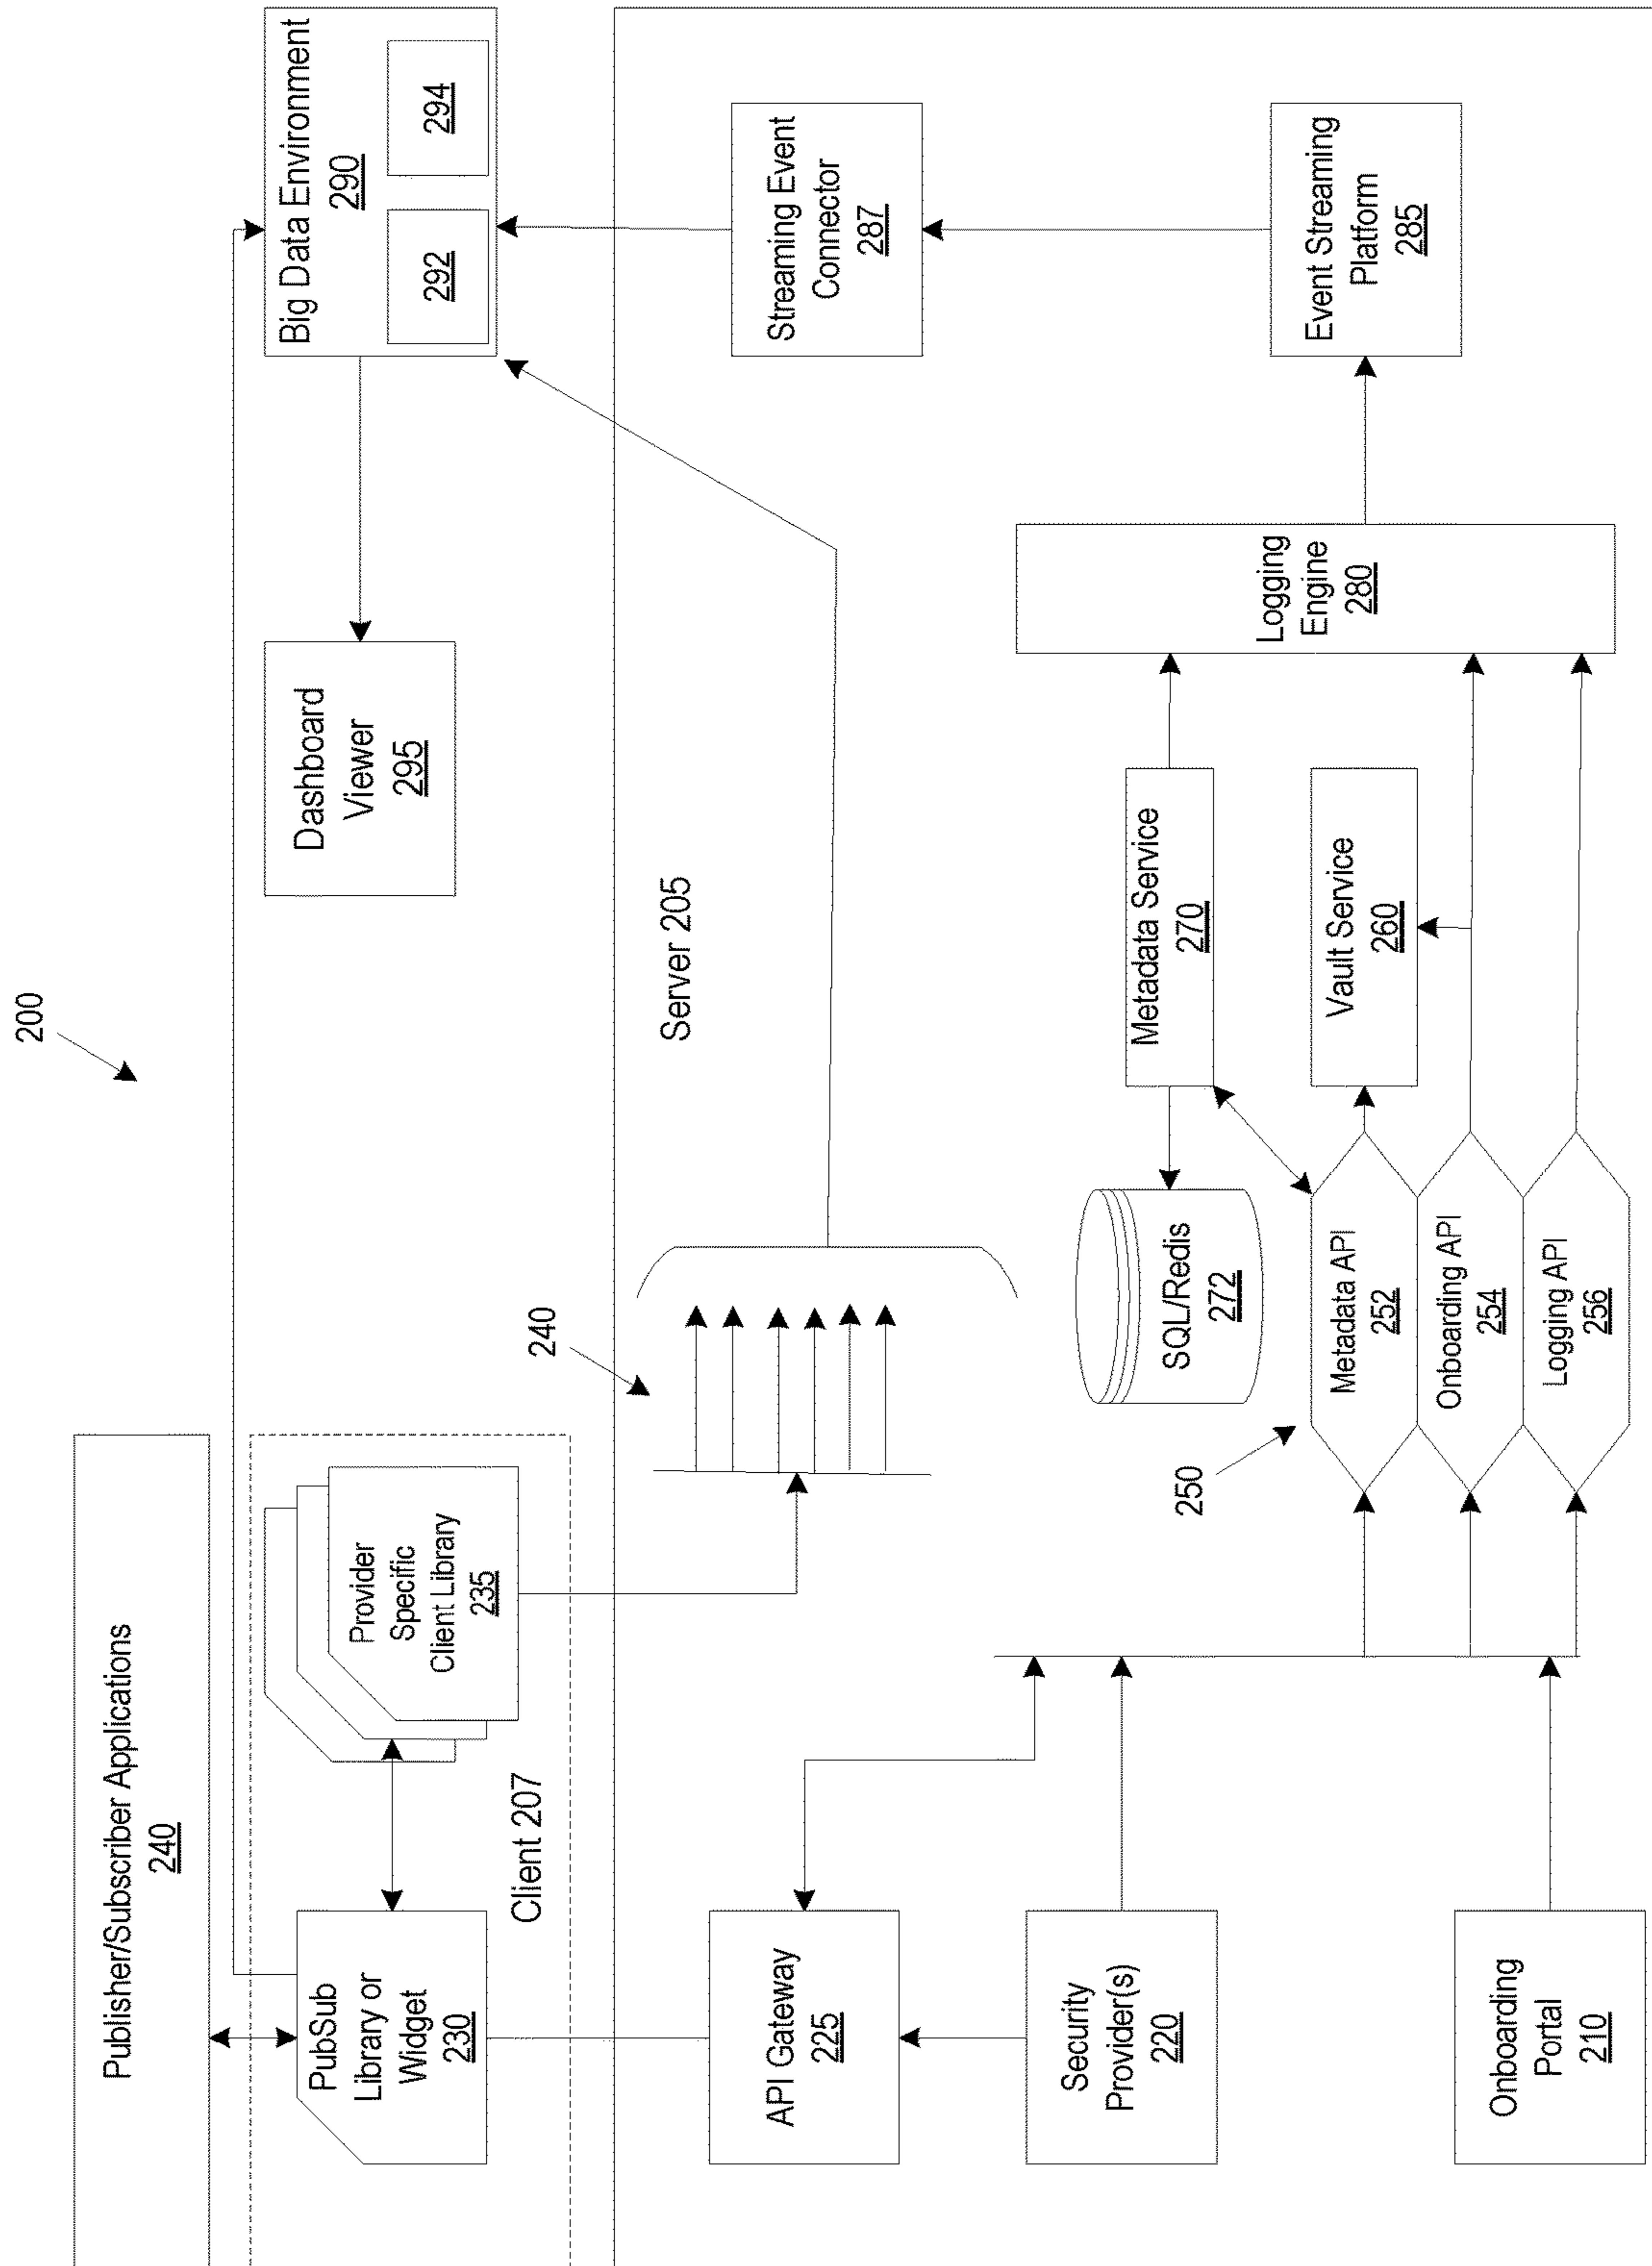 200
Publisher/Subscriber Applications
240
PubSub
Library or
Widget
230
Provider
Specific
Client Library
235
Client 207
Dashboard
Viewer
295
Big Data Environment
290
292
294
Server 205
240
API Gateway
225
Security
Provider(s)
220
Onboarding
Portal
210
250
Metadata API
252
Onboarding API
254
Logging API
256
SQL/Redis
272
Metadata Service
270
Vault Service
260
Logging
Engine
280
Streaming Event
Connector
287
Event Streaming
Platform
285